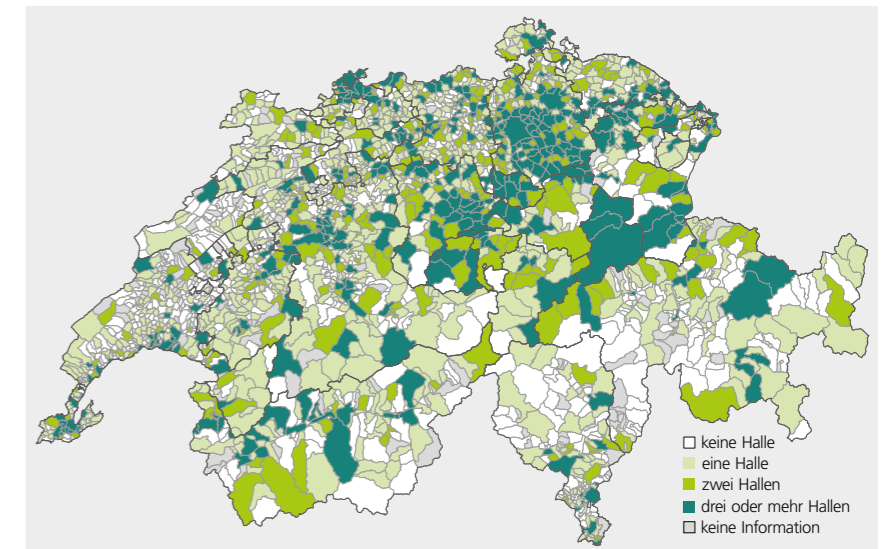 keine Halle
eine Halle
zwei Hallen
drei oder mehr Hallen
keine Information